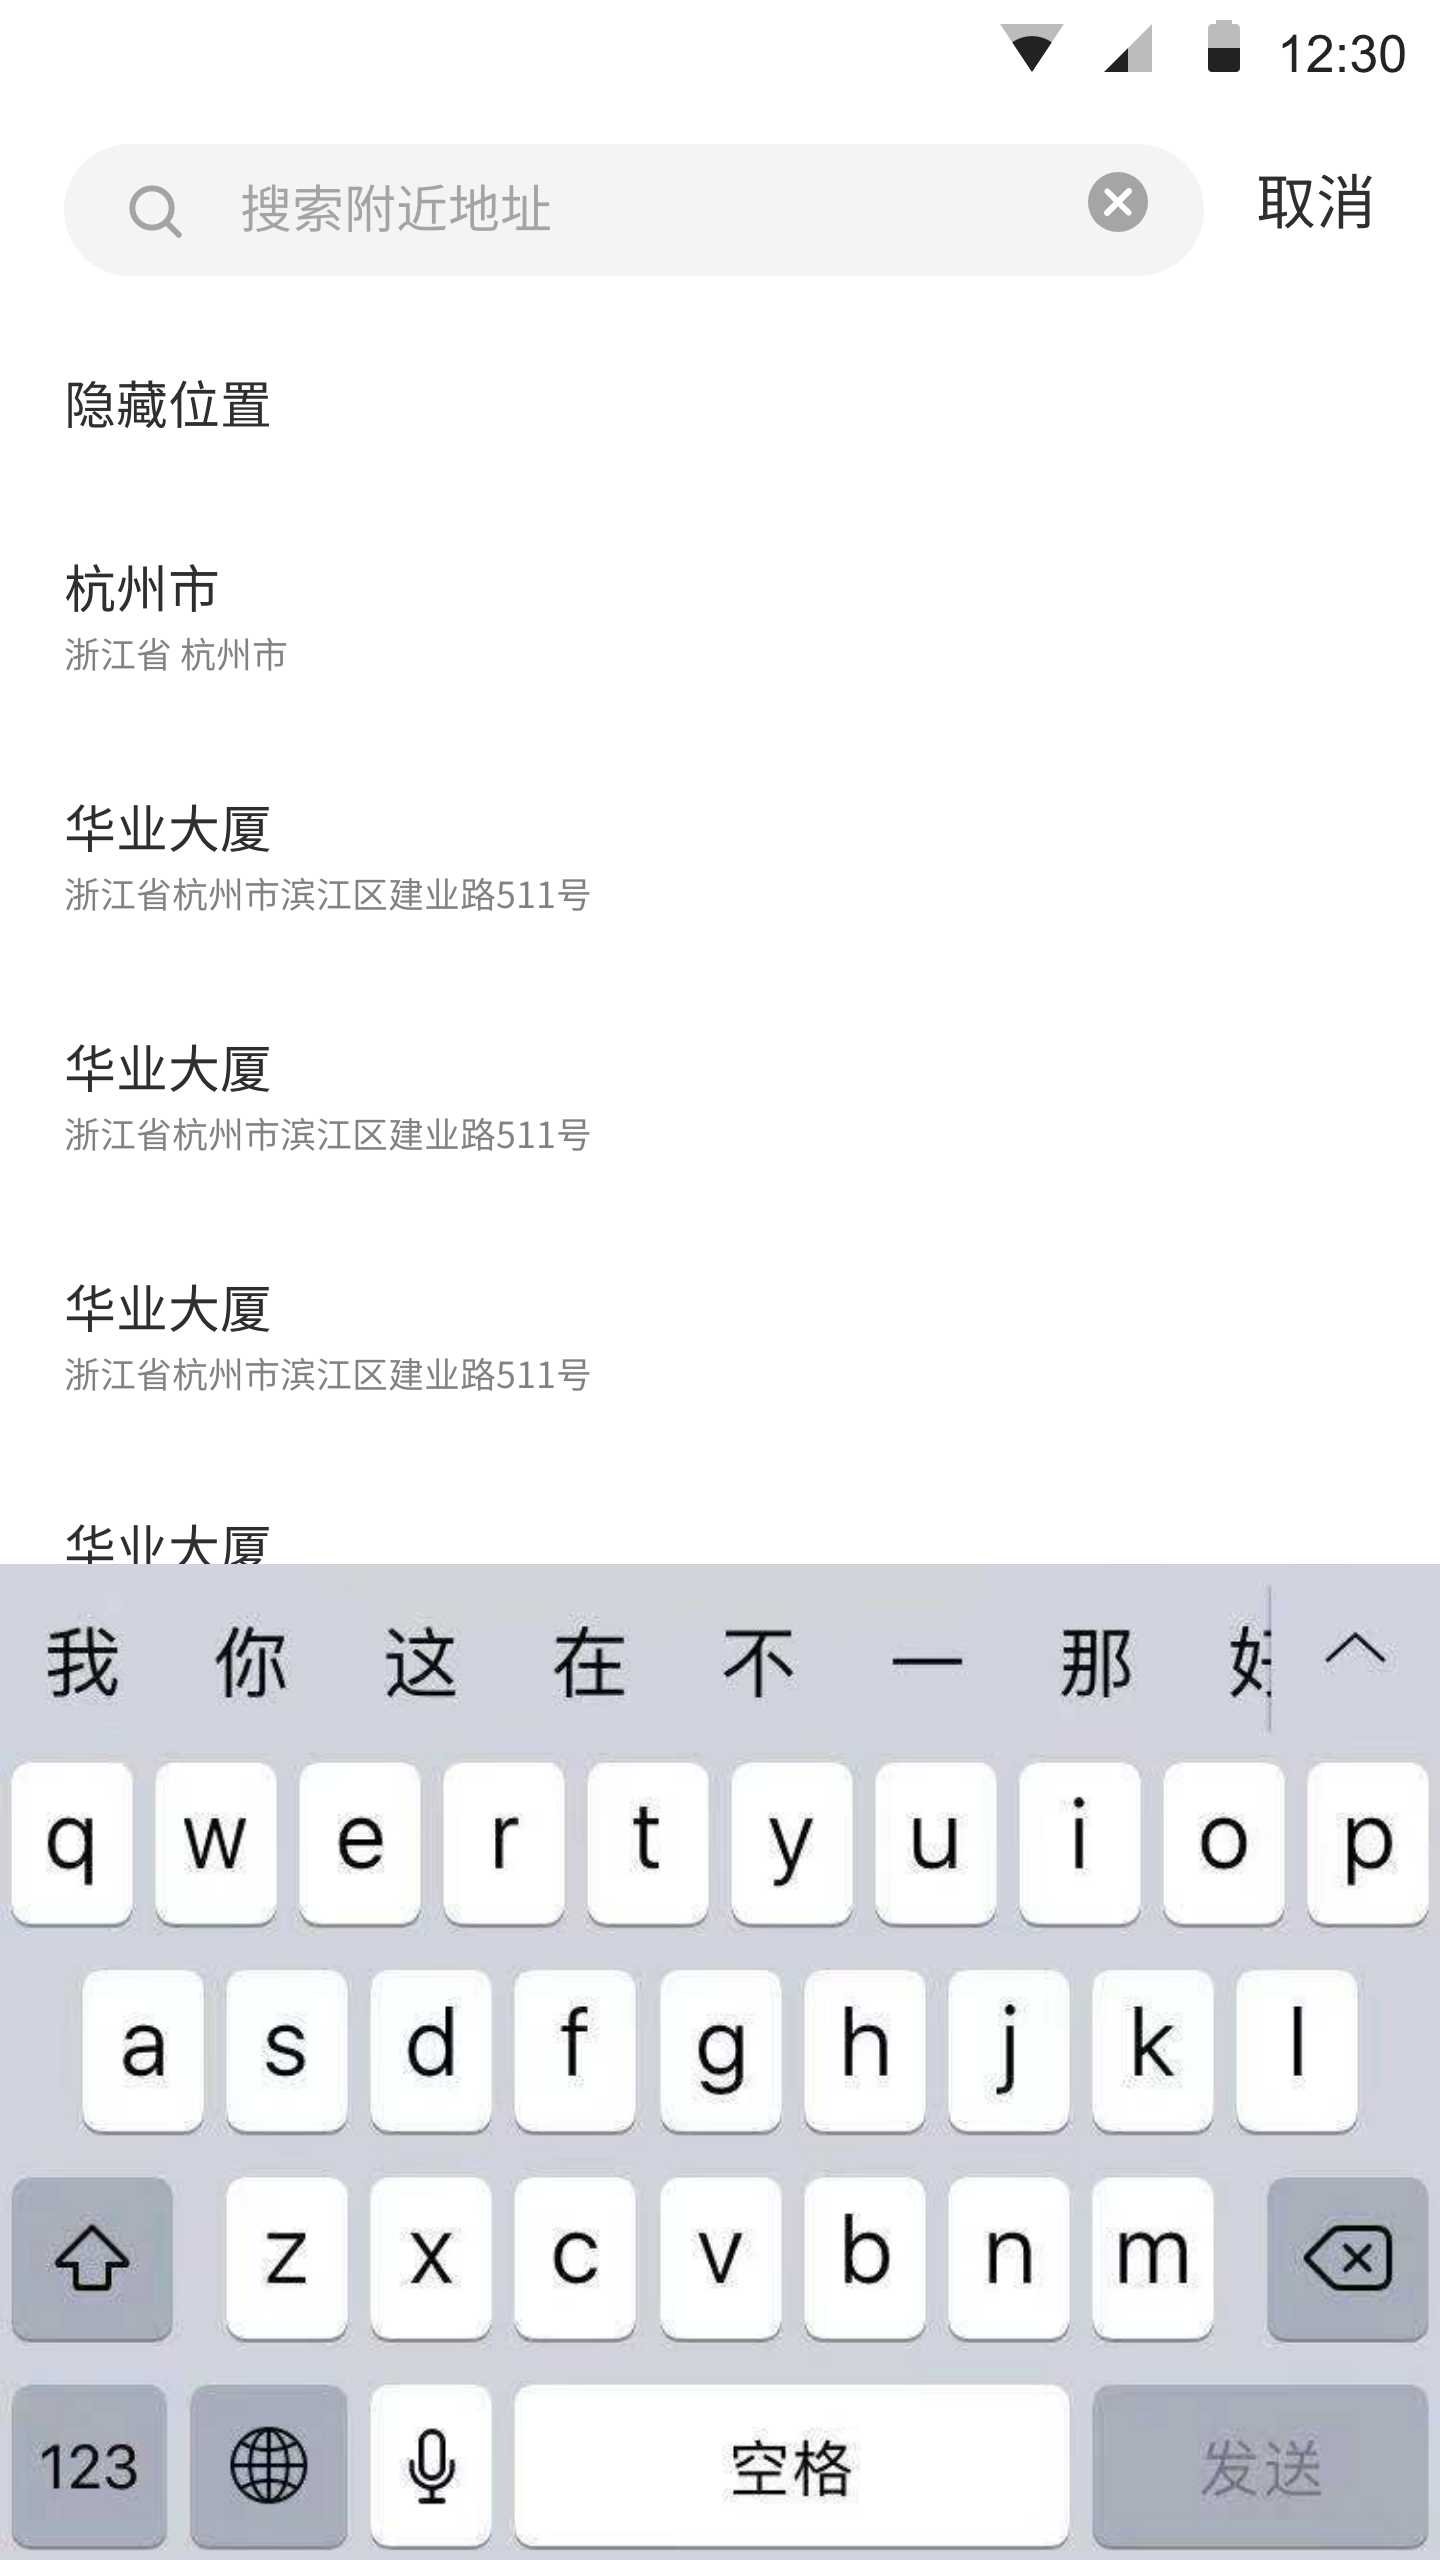 12:30
搜索附近地址
取消
隐藏位置
杭州市
浙江省 杭州市
华业大厦
浙江省杭州市滨江区建业路511号
华业大厦
浙江省杭州市滨江区建业路511号
华业大厦
浙江省杭州市滨江区建业路511号
华业大厦
我 你 这 在 不 一 那 好
q w e r t y u i o p
a s d f g h j k l
z x c v b n m
123 空格 发送